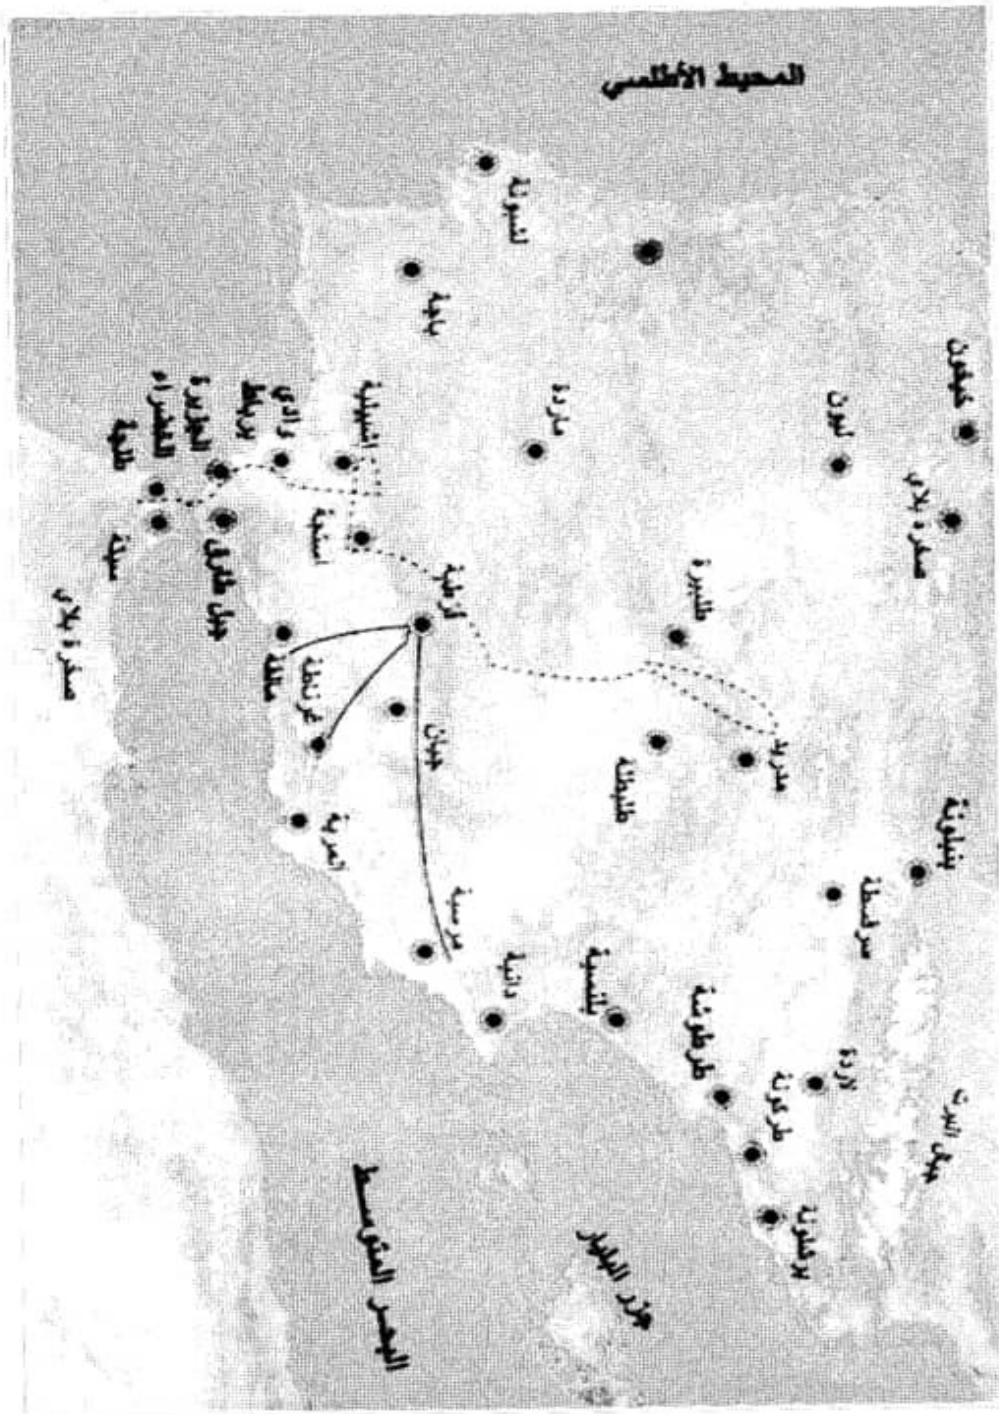 المحيط الأطلسي
خيخون
صخرة بلاي
ليون
لشبونة
باجة
ماردة
بنبلونة
سرقسطة
جبال البرت
لاردة
طركونة
برشلونة
طرطوشة
مدريد
طلبيرة
طليطلة
بلنسية
دانية
مرسية
جيان
قرطبة
اشبيلية
استجة
وادي
برباط
الجزيرة
الخضراء
طنجة
سبتة
جبل طارق
مالقة
غرناطة
المرية
صخرة بلاي
البحر المتوسط
جزر البليار